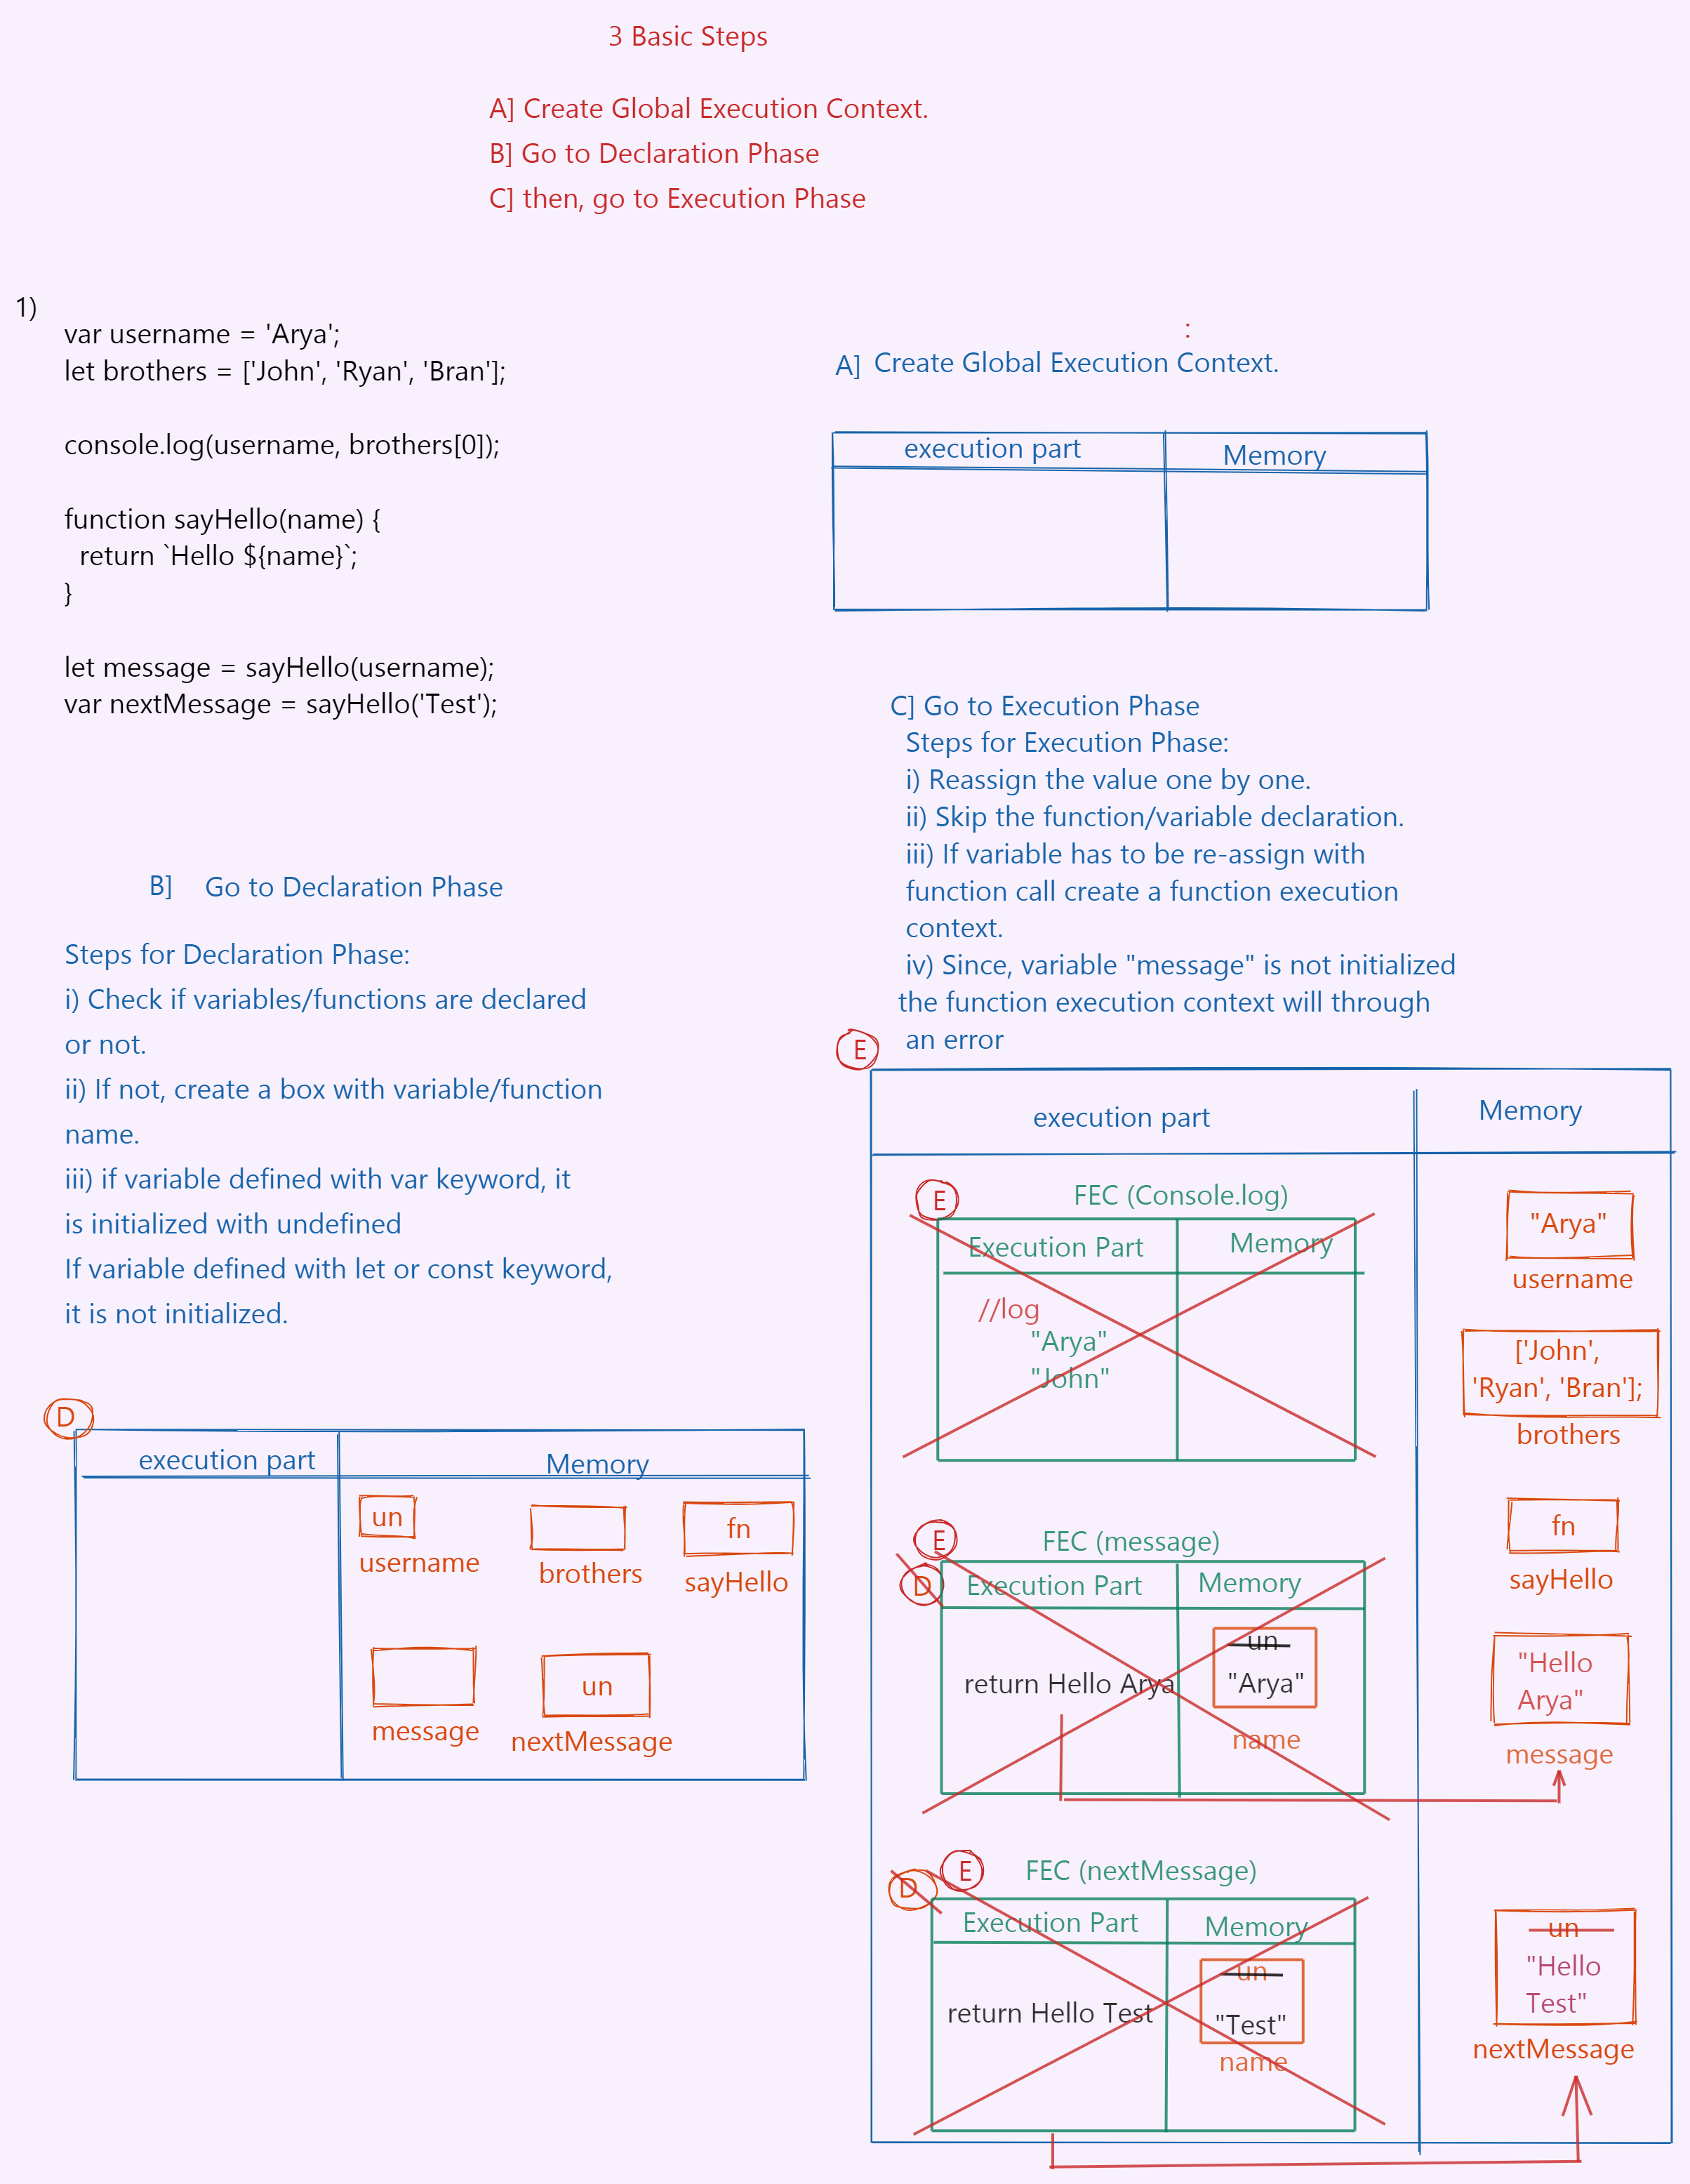 3 Basic Steps
A] Create Global Execution Context.
B] Go to Declaration Phase
C] then, go to Execution Phase
1)
var username = 'Arya';
let brothers = ['John', 'Ryan', 'Bran'];
console.log(username, brothers[0]);
function sayHello(name) {
return `Hello ${name}`;
}
let message = sayHello(username);
var nextMessage = sayHello('Test');
:
A] Create Global Execution Context.
execution part
Memory
B] Go to Declaration Phase
Steps for Declaration Phase:
i) Check if variables/functions are declared
or not.
ii) If not, create a box with variable/function
name.
iii) if variable defined with var keyword, it
is initialized with undefined
If variable defined with let or const keyword,
it is not initialized.
D
execution part
Memory
un
username
brothers
fn
sayHello
message
un
nextMessage
C] Go to Execution Phase
Steps for Execution Phase:
i) Reassign the value one by one.
ii) Skip the function/variable declaration.
iii) If variable has to be re-assign with
function call create a function execution
context.
iv) Since, variable "message" is not initialized
the function execution context will through
an error
E
execution part
Memory
E
FEC (Console.log)
Execution Part
Memory
//log
"Arya"
"John"
"Arya"
username
['John',
'Ryan', 'Bran'];
brothers
fn
sayHello
E
FEC (message)
D
Execution Part
Memory
return Hello Arya
un
"Arya"
name
"Hello
Arya"
message
D
E
FEC (nextMessage)
Execution Part
Memory
return Hello Test
un
"Test"
name
un
"Hello
Test"
nextMessage